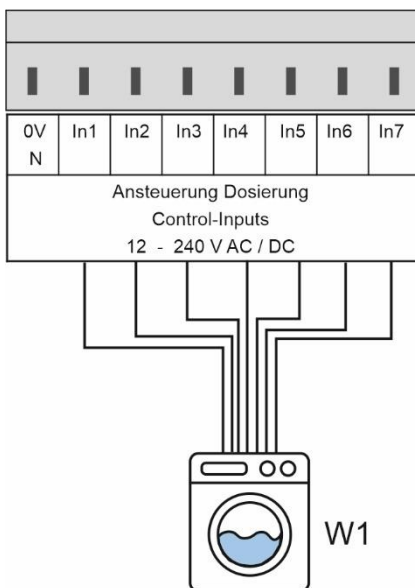 0V In1 In2 In3 In4 In5 In6 In7
N
Ansteuerung Dosierung
Control-Inputs
12 - 240 V AC / DC
W1